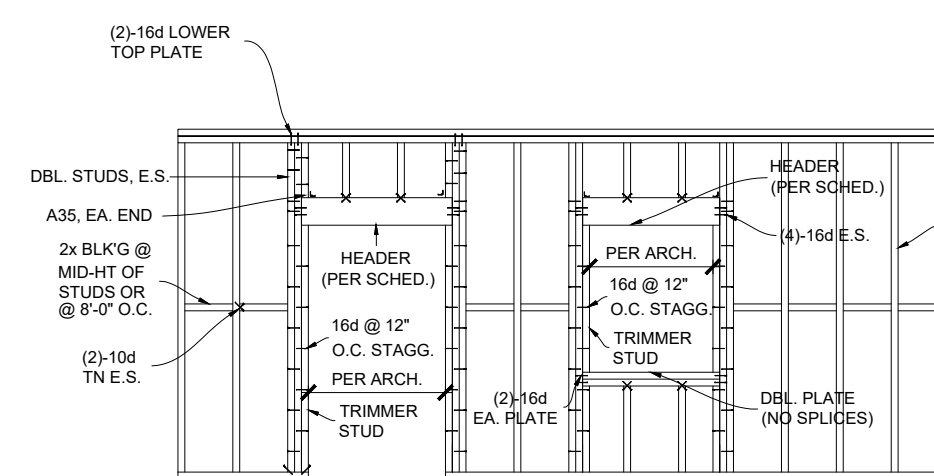 (2)-16d LOWER
TOP PLATE
DBL. STUDS, E.S.
A35, EA. END
2x BLK'G @
MID-HT OF
STUDS OR
@ 8'-0" O.C.
(2)-10d
TN E.S.
HEADER
(PER SCHED.)
16d @ 12"
O.C. STAGG.
PER ARCH.
TRIMMER
STUD
HEADER
(PER SCHED.)
(4)-16d E.S.
PER ARCH.
16d @ 12"
O.C. STAGG.
TRIMMER
STUD
(2)-16d
EA. PLATE
DBL. PLATE
(NO SPLICES)